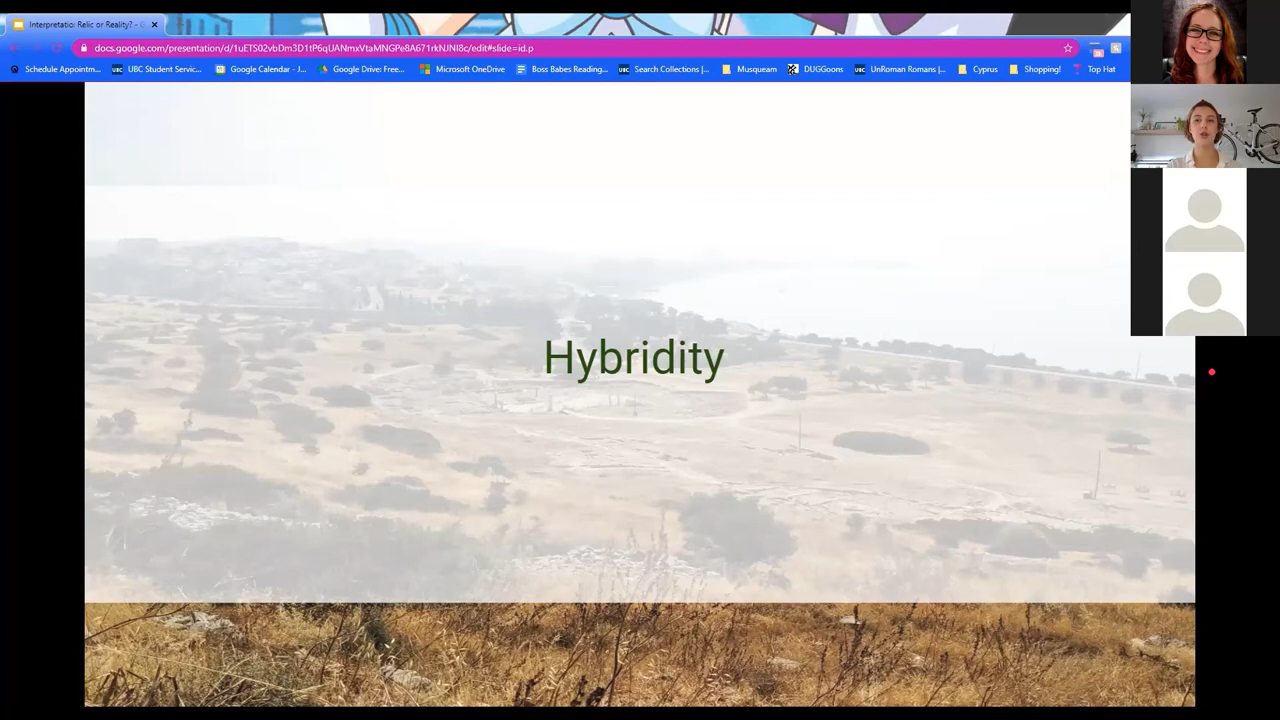 Interpretatio: Relic or Reality? - G
docs.google.com/presentation/d/1uETS02vbDm3D1tP6qUANmxVtaMNGPe8A671rkNJNI8c/edit#slide=id.p
Schedule Appointm... UBC Student Servic... Google Calendar - J... Google Drive: Free... Microsoft OneDrive Boss Babes Reading... Search Collections |... Musqueam DUGGoons UnRoman Romans |... Cyprus Shopping! Top Hat
Hybridity